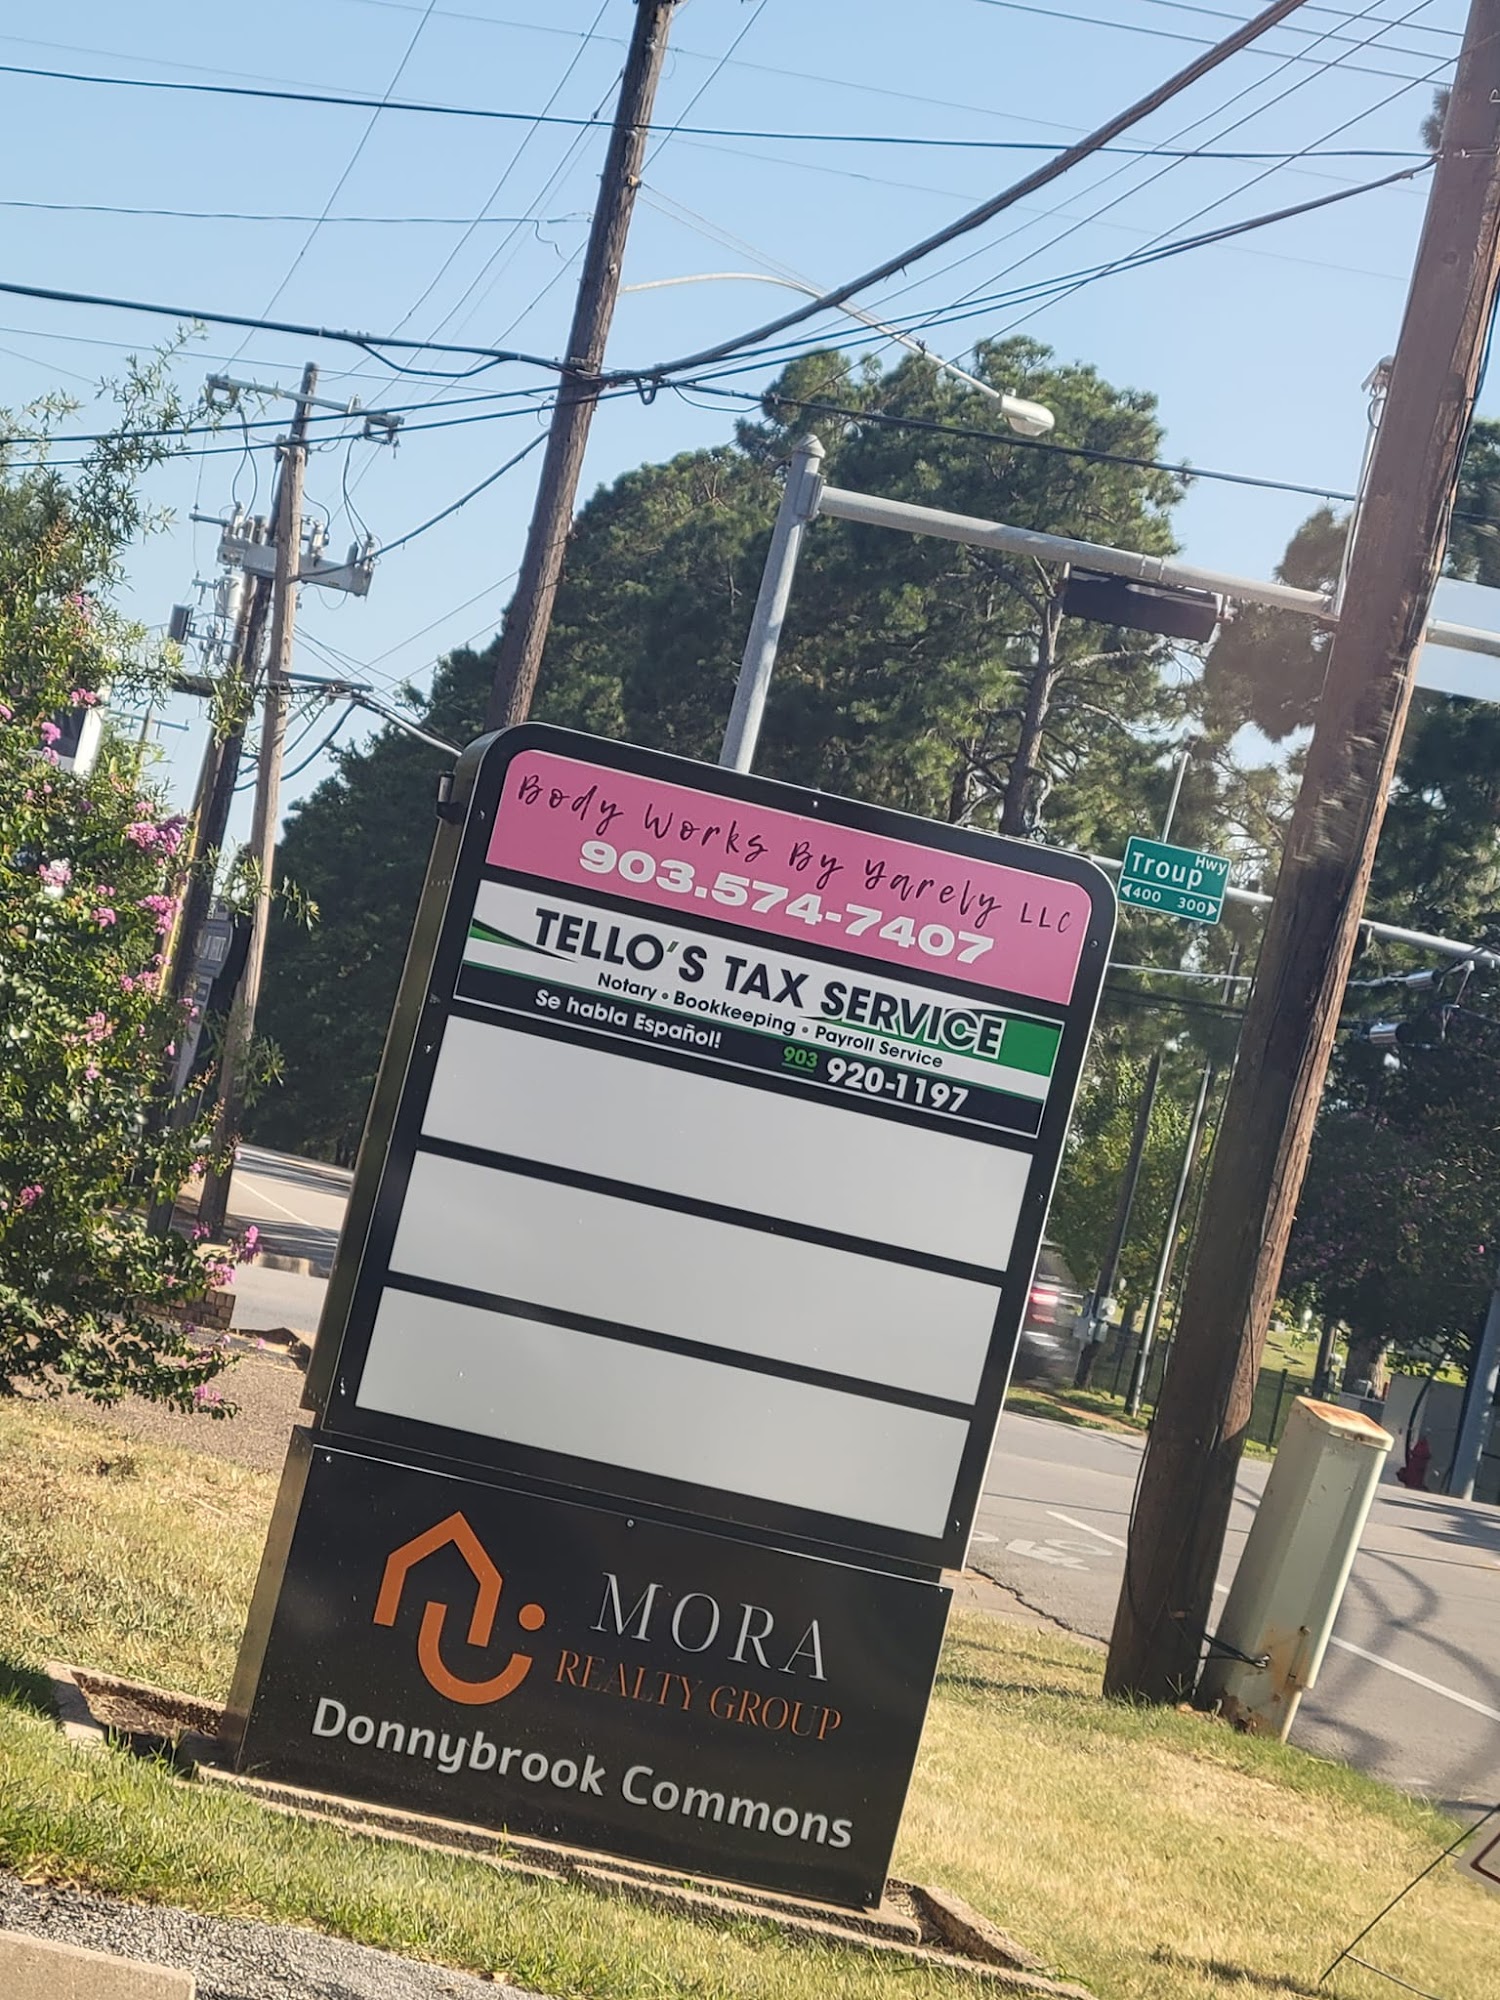 Body Works By Yarely LLC
903.574-7407
TELLO'S TAX SERVICE
Notary • Bookkeeping • Payroll Service
Se habla Español!
903 920-1197
MORA
REALTY GROUP
Donnybrook Commons
Troup Hwy
400 300